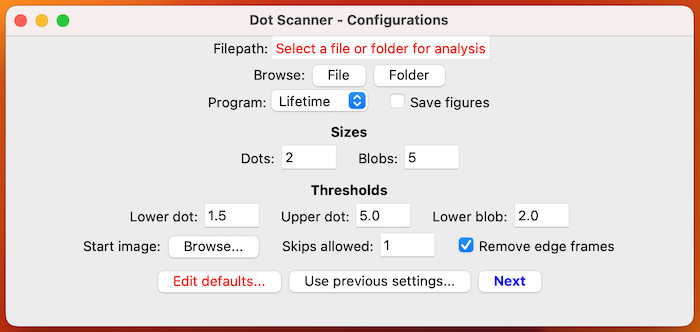 Dot Scanner - Configurations
Filepath: Select a file or folder for analysis
Browse: File Folder
Program: Lifetime Save figures
Sizes
Dots: 2 Blobs: 5
Thresholds
Lower dot: 1.5 Upper dot: 5.0 Lower blob: 2.0
Start image: Browse... Skips allowed: 1 Remove edge frames
Edit defaults... Use previous settings... Next